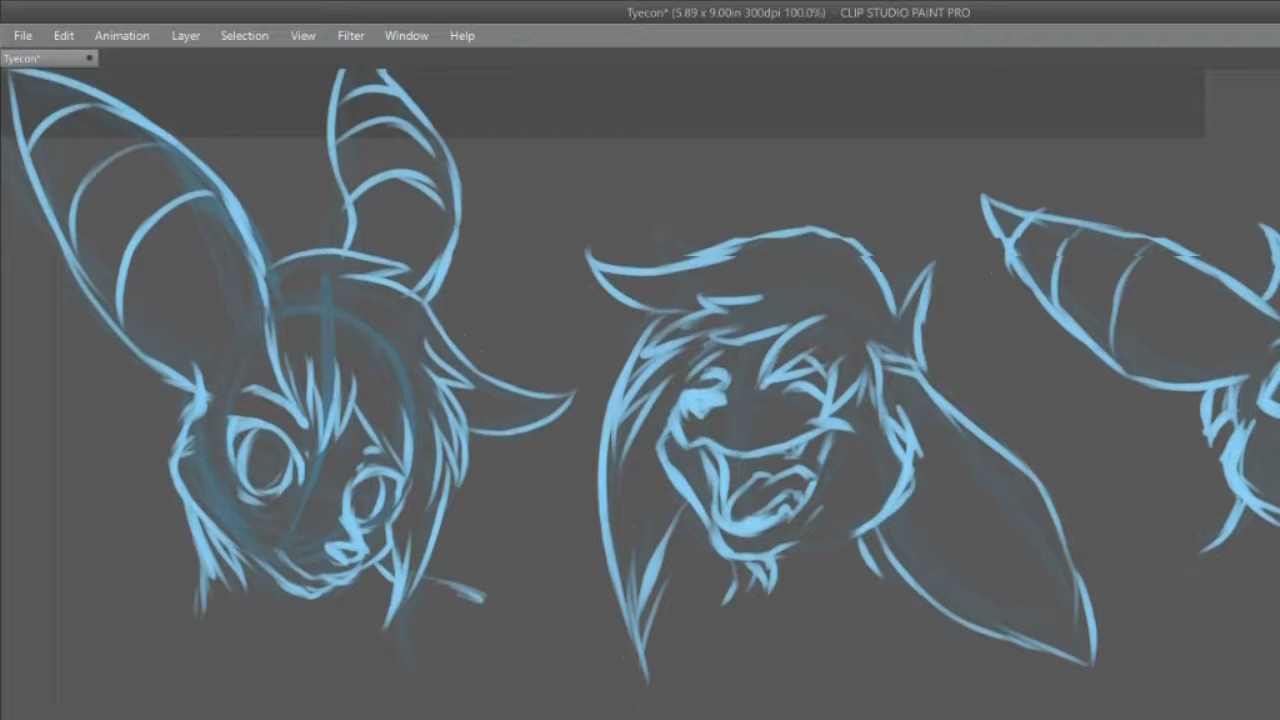 Tyecon* (5.89 x 9.00in 300dpi 100.0%) - CLIP STUDIO PAINT PRO
File Edit Animation Layer Selection View Filter Window Help
Tyecon*